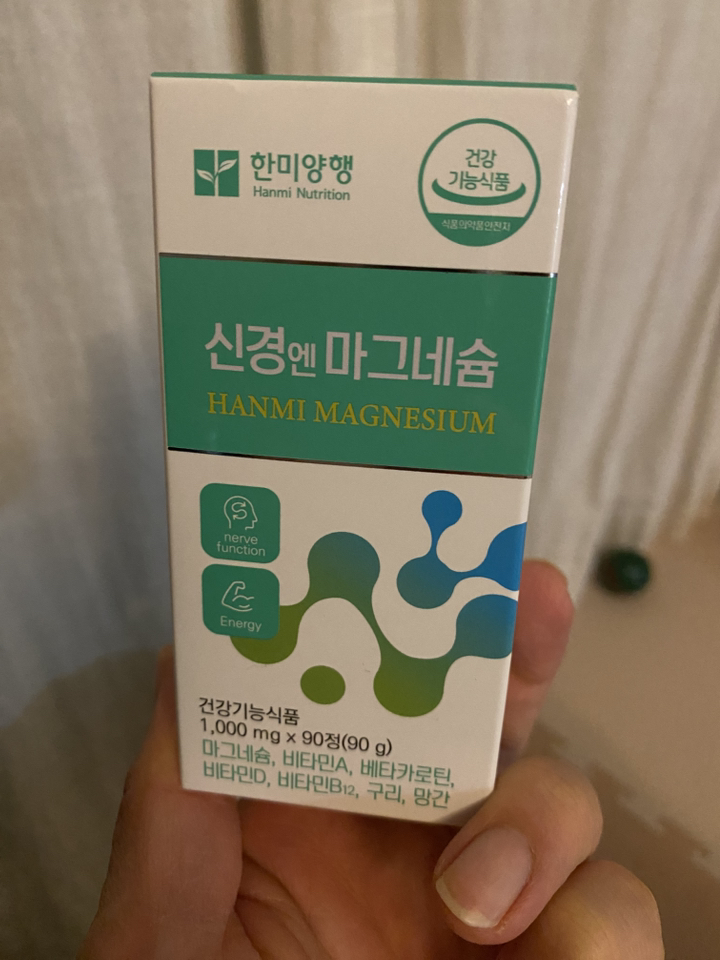 한미양행
Hanmi Nutrition
건강
기능식품
식품의약품안전처
신경엔 마그네슘
HANMI MAGNESIUM
nerve
function
Energy
건강기능식품
1,000 mg x 90정(90 g)
마그네슘, 비타민A, 베타카로틴,
비타민D, 비타민B12, 구리, 망간